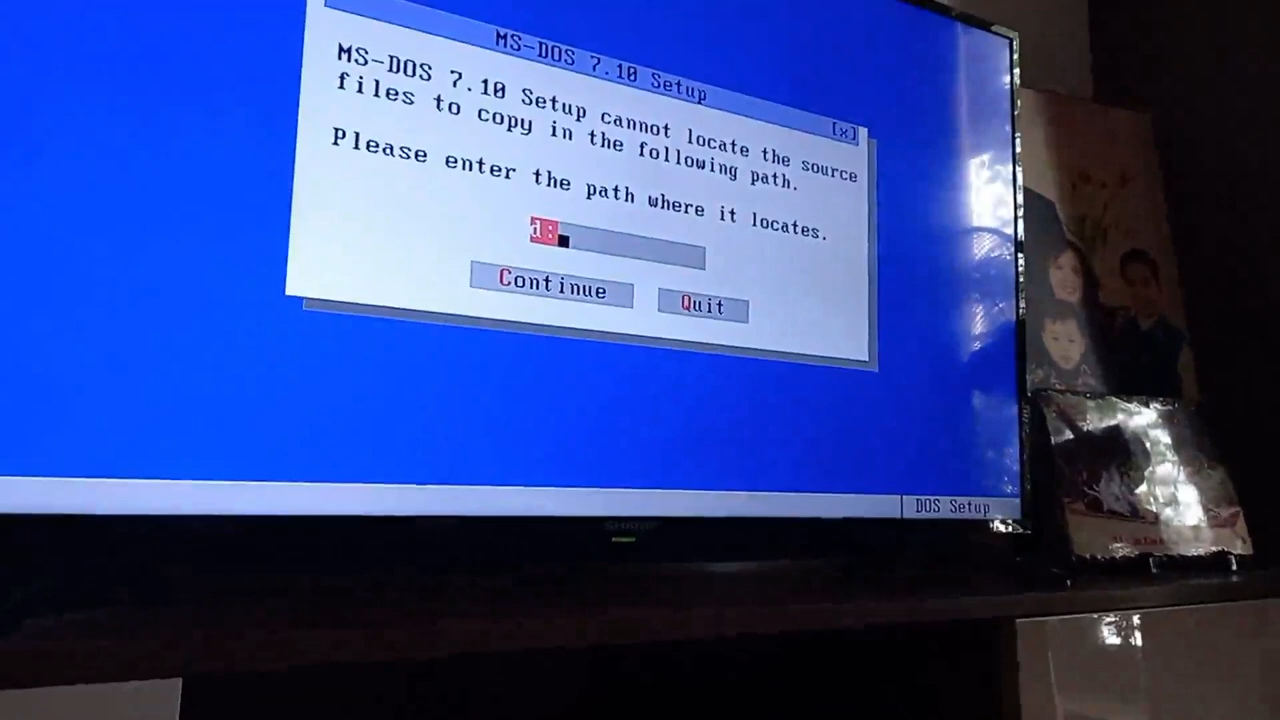 MS-DOS 7.10 Setup
[x]
MS-DOS 7.10 Setup cannot locate the source
files to copy in the following path.
Please enter the path where it locates.
a:
Continue
Quit
DOS Setup
SHARP